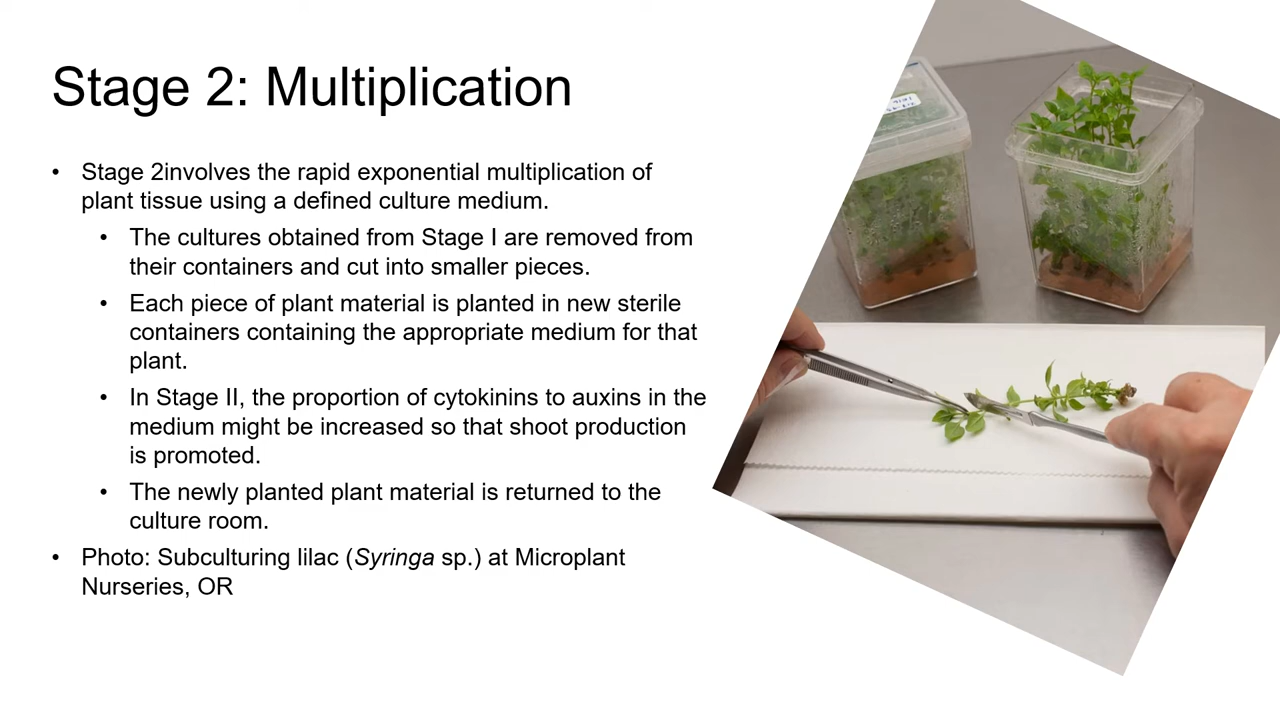 Stage 2: Multiplication
• Stage 2involves the rapid exponential multiplication of
plant tissue using a defined culture medium.
• The cultures obtained from Stage I are removed from
their containers and cut into smaller pieces.
• Each piece of plant material is planted in new sterile
containers containing the appropriate medium for that
plant.
• In Stage II, the proportion of cytokinins to auxins in the
medium might be increased so that shoot production
is promoted.
• The newly planted plant material is returned to the
culture room.
• Photo: Subculturing lilac (Syringa sp.) at Microplant
Nurseries, OR